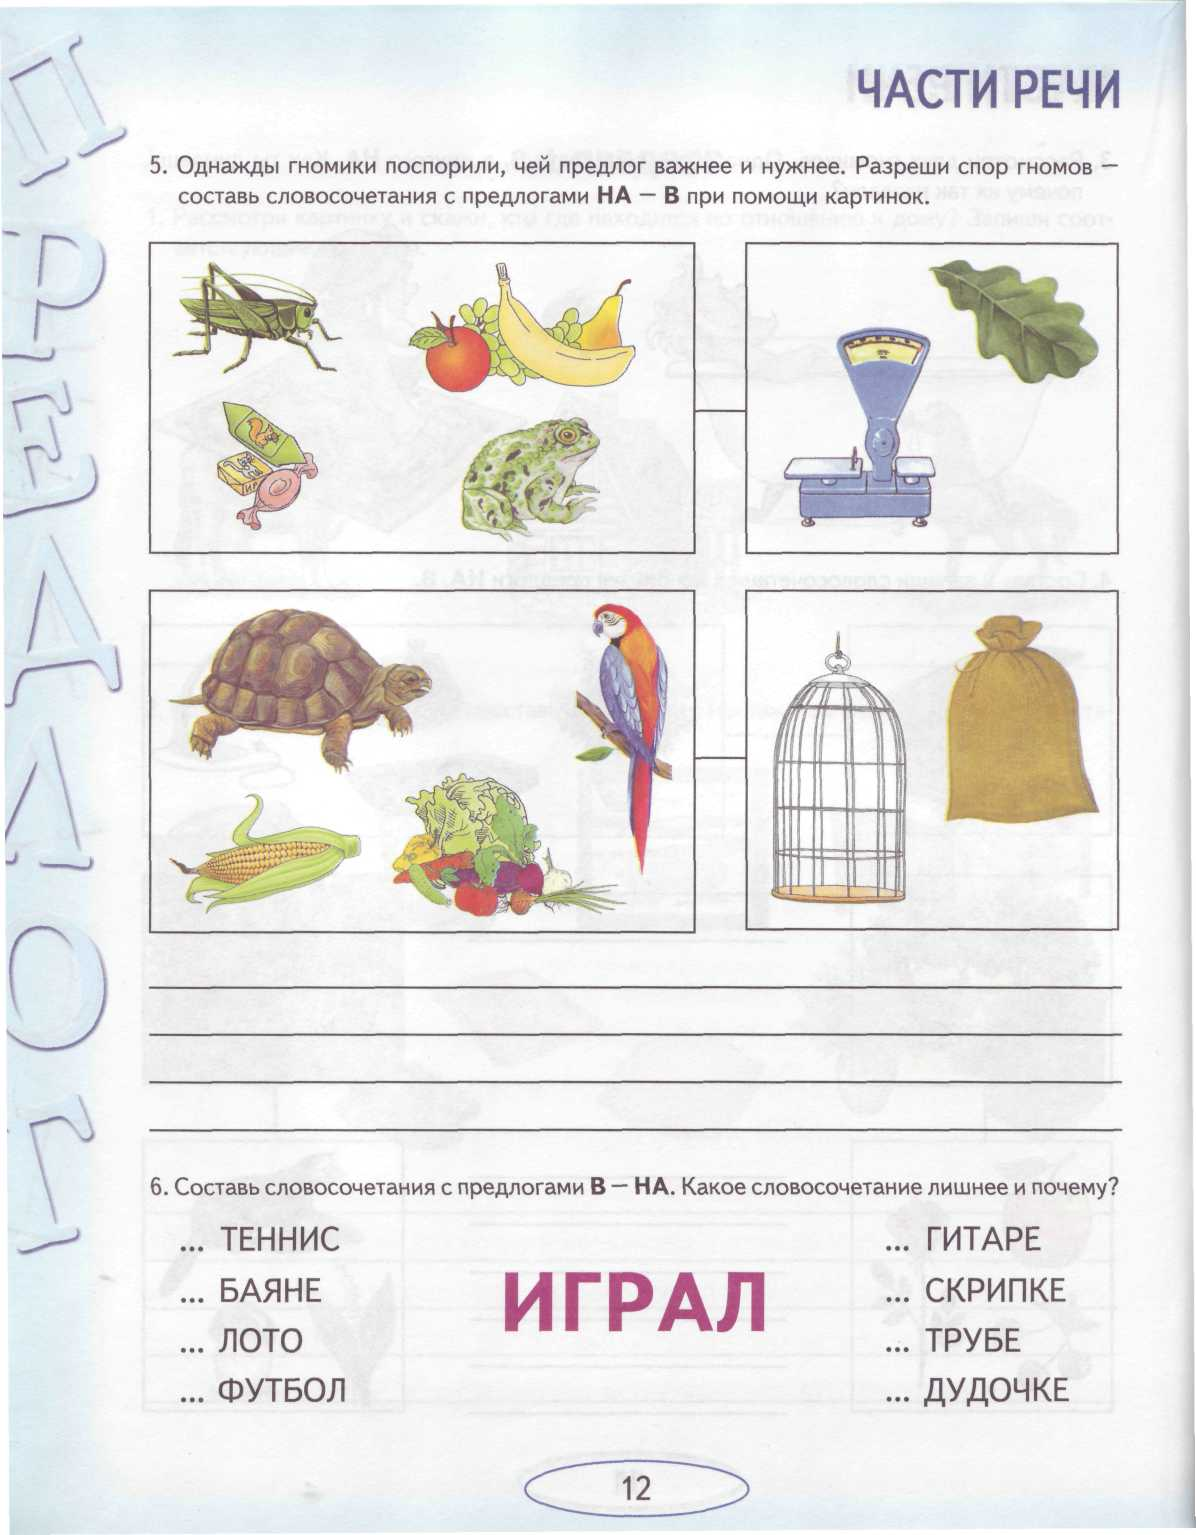 ПРЕДЛОГ
ЧАСТИ РЕЧИ
5. Однажды гномики поспорили, чей предлог важнее и нужнее. Разреши спор гномов –
составь словосочетания с предлогами НА – В при помощи картинок.
6. Составь словосочетания с предлогами В – НА. Какое словосочетание лишнее и почему?
... ТЕННИС
... БАЯНЕ
... ЛОТО
... ФУТБОЛ
ИГРАЛ
... ГИТАРЕ
... СКРИПКЕ
... ТРУБЕ
... ДУДОЧКЕ
12